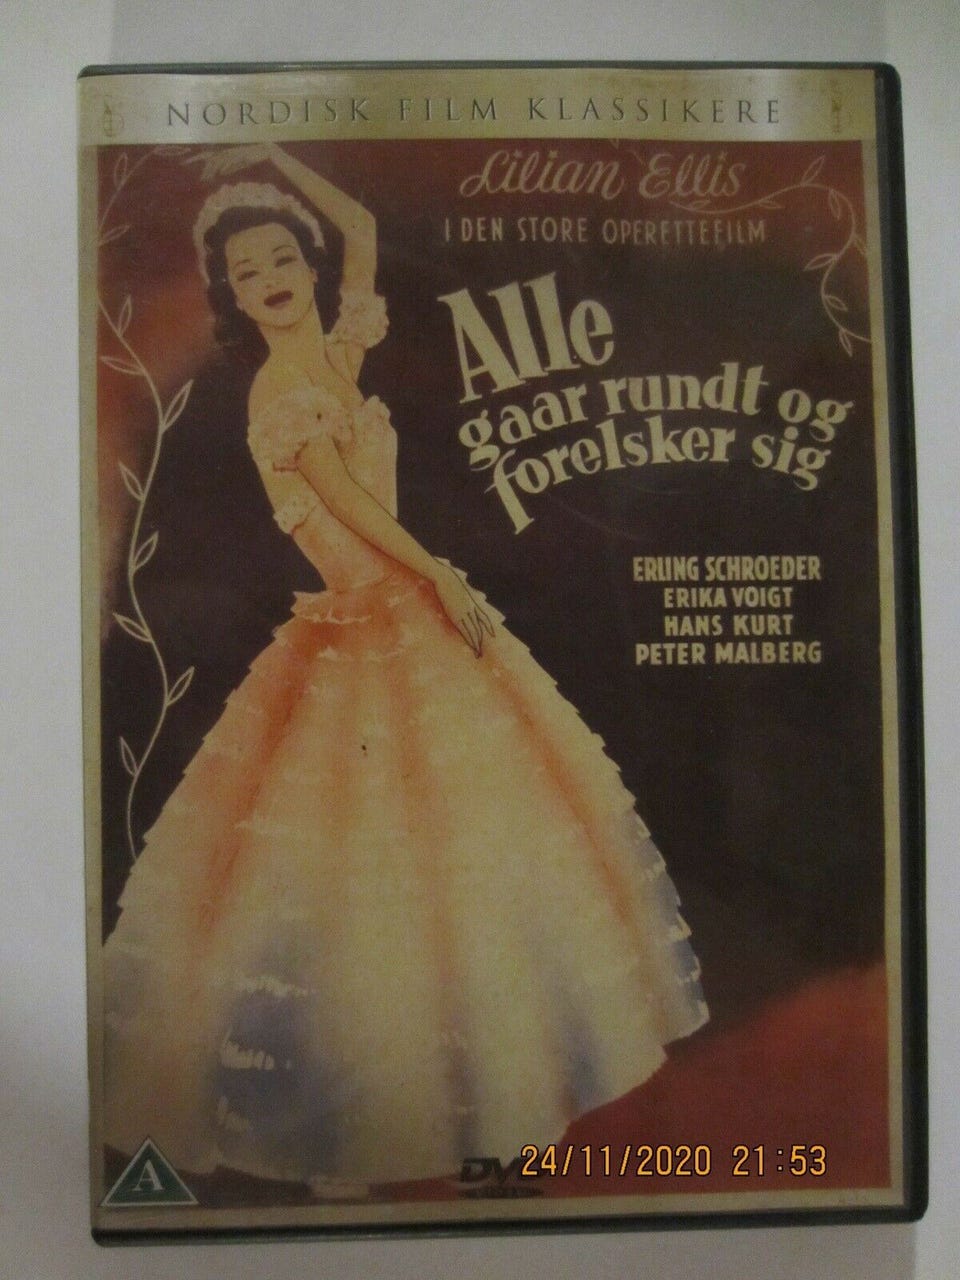 NORDISK FILM KLASSIKERE
Lilian Ellis
I DEN STORE OPERETTEFILM
Alle
gaar rundt og
forelsker sig
ERLING SCHROEDER
ERIKA VOIGT
HANS KURT
PETER MALBERG
A
DVD
24/11/2020 21:53